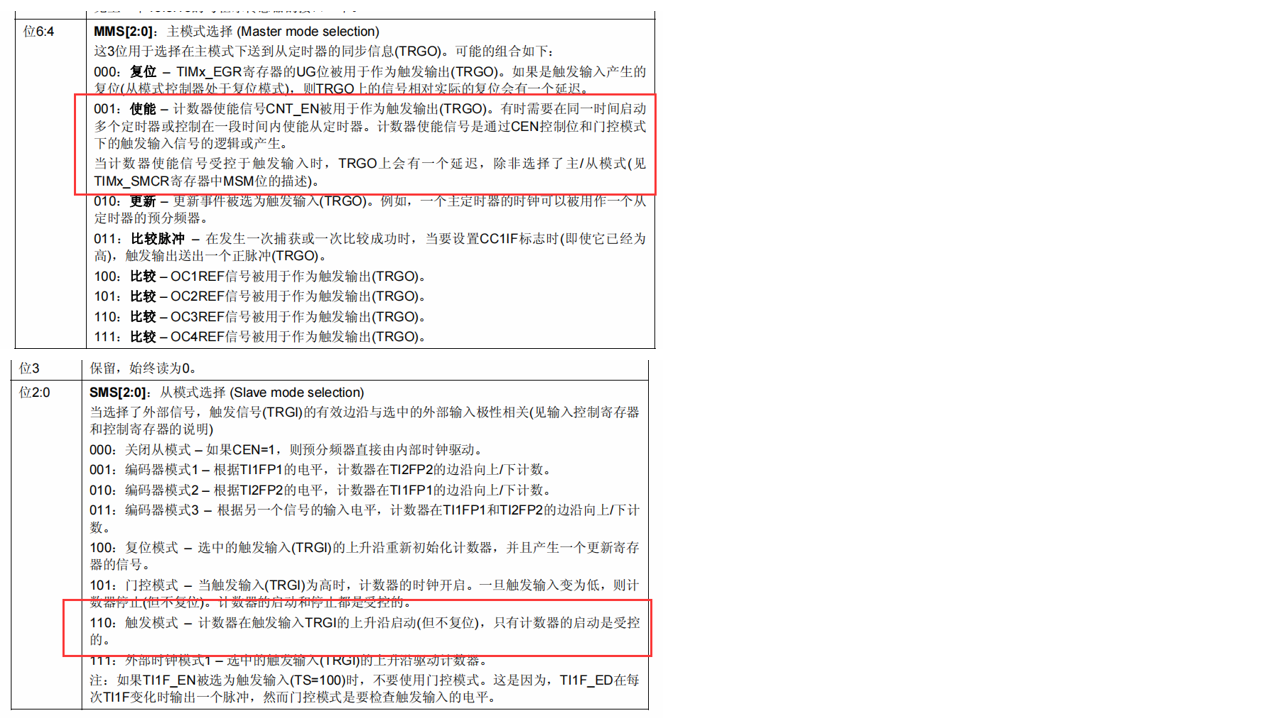 位6:4
MMS[2:0]：主模式选择 (Master mode selection)
这3位用于选择在主模式下送到从定时器的同步信息(TRGO)。可能的组合如下：
000：复位 – TIMx_EGR寄存器的UG位被用于作为触发输出(TRGO)。如果是触发输入产生的
复位(从模式控制器处于复位模式)，则TRGO上的信号相对实际的复位会有一个延迟。
001：使能 – 计数器使能信号CNT_EN被用于作为触发输出(TRGO)。有时需要在同一时间启动
多个定时器或控制在一段时间内使能从定时器。计数器使能信号是通过CEN控制位和门控模式
下的触发输入信号的逻辑或产生。
当计数器使能信号受控于触发输入时，TRGO上会有一个延迟，除非选择了主/从模式(见
TIMx_SMCR寄存器中MSM位的描述)。
010：更新 – 更新事件被选为触发输入(TRGO)。例如，一个主定时器的时钟可以被用作一个从
定时器的预分频器。
011：比较脉冲 – 在发生一次捕获或一次比较成功时，当要设置CC1IF标志时(即使它已经为
高)，触发输出送出一个正脉冲(TRGO)。
100：比较 – OC1REF信号被用于作为触发输出(TRGO)。
101：比较 – OC2REF信号被用于作为触发输出(TRGO)。
110：比较 – OC3REF信号被用于作为触发输出(TRGO)。
111：比较 – OC4REF信号被用于作为触发输出(TRGO)。
位3
保留，始终读为0。
位2:0
SMS[2:0]：从模式选择 (Slave mode selection)
当选择了外部信号，触发信号(TRGI)的有效边沿与选中的外部输入极性相关(见输入控制寄存器
和控制寄存器的说明)
000：关闭从模式 – 如果CEN=1，则预分频器直接由内部时钟驱动。
001：编码器模式1 – 根据TI1FP1的电平，计数器在TI2FP2的边沿向上/下计数。
010：编码器模式2 – 根据TI2FP2的电平，计数器在TI1FP1的边沿向上/下计数。
011：编码器模式3 – 根据另一个信号的输入电平，计数器在TI1FP1和TI2FP2的边沿向上/下计
数。
100：复位模式 – 选中的触发输入(TRGI)的上升沿重新初始化计数器，并且产生一个更新寄存
器的信号。
101：门控模式 – 当触发输入(TRGI)为高时，计数器的时钟开启。一旦触发输入变为低，则计
数器停止(但不复位)。计数器的启动和停止都是受控的。
110：触发模式 – 计数器在触发输入TRGI的上升沿启动(但不复位)，只有计数器的启动是受控
的。
111：外部时钟模式1 – 选中的触发输入(TRGI)的上升沿驱动计数器。
注：如果TI1F_EN被选为触发输入(TS=100)时，不要使用门控模式。这是因为，TI1F_ED在每
次TI1F变化时输出一个脉冲，然而门控模式是要检查触发输入的电平。